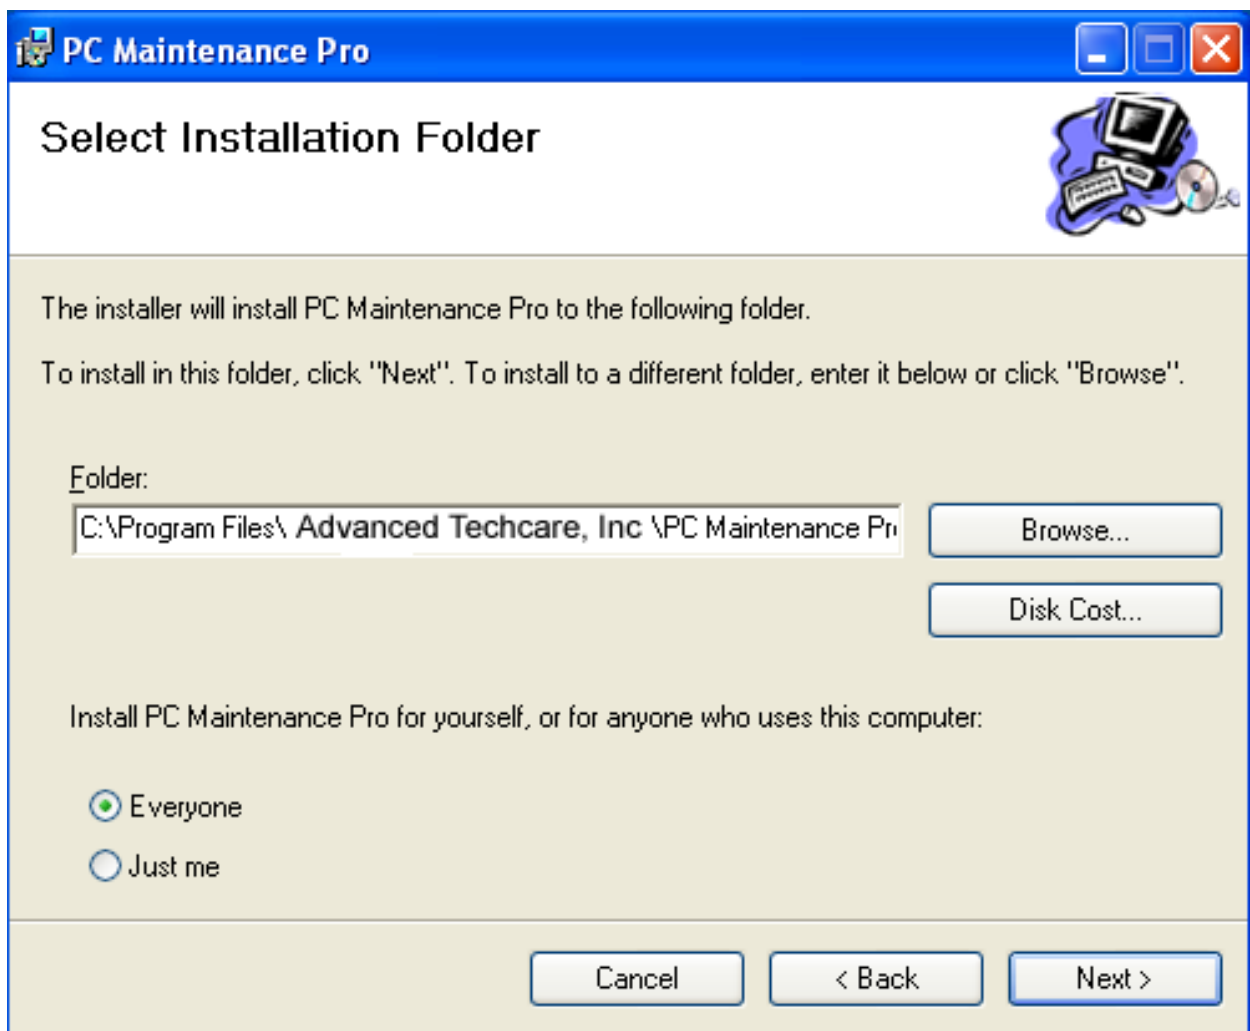 PC Maintenance Pro
Select Installation Folder
The installer will install PC Maintenance Pro to the following folder.
To install in this folder, click "Next". To install to a different folder, enter it below or click "Browse".
Folder:
C:\Program Files\ Advanced Techcare, Inc \PC Maintenance Pr
Browse...
Disk Cost...
Install PC Maintenance Pro for yourself, or for anyone who uses this computer:
Everyone
Just me
Cancel < Back Next >